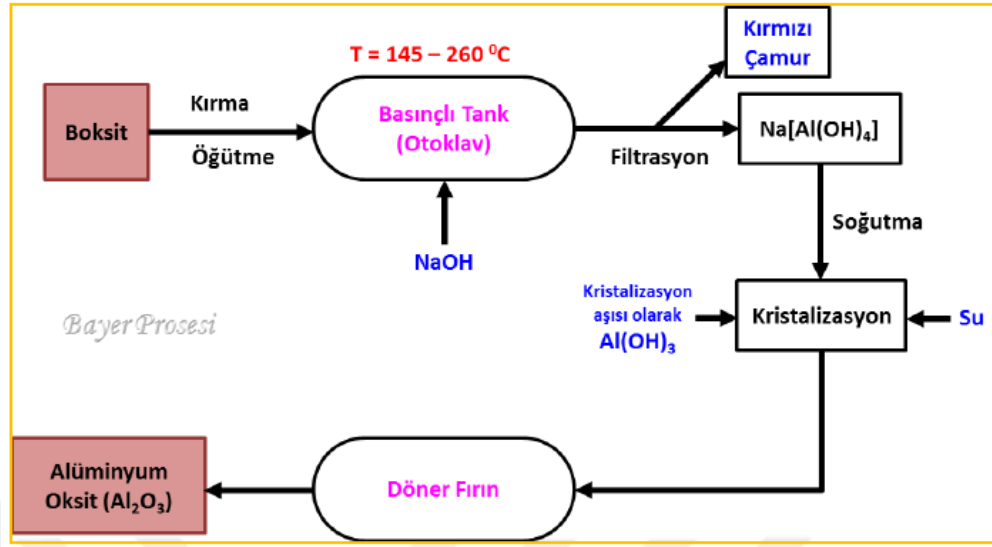 Kırmızı
Çamur
T = 145 – 260 ⁰C
Boksit
Kırma
Öğütme
Basınçlı Tank
(Otoklav)
Filtrasyon
Na[Al(OH)₄]
NaOH
Soğutma
Bayer Prosesi
Kristalizasyon
aşısı olarak
Al(OH)₃
Kristalizasyon
Su
Alüminyum
Oksit (Al₂O₃)
Döner Fırın